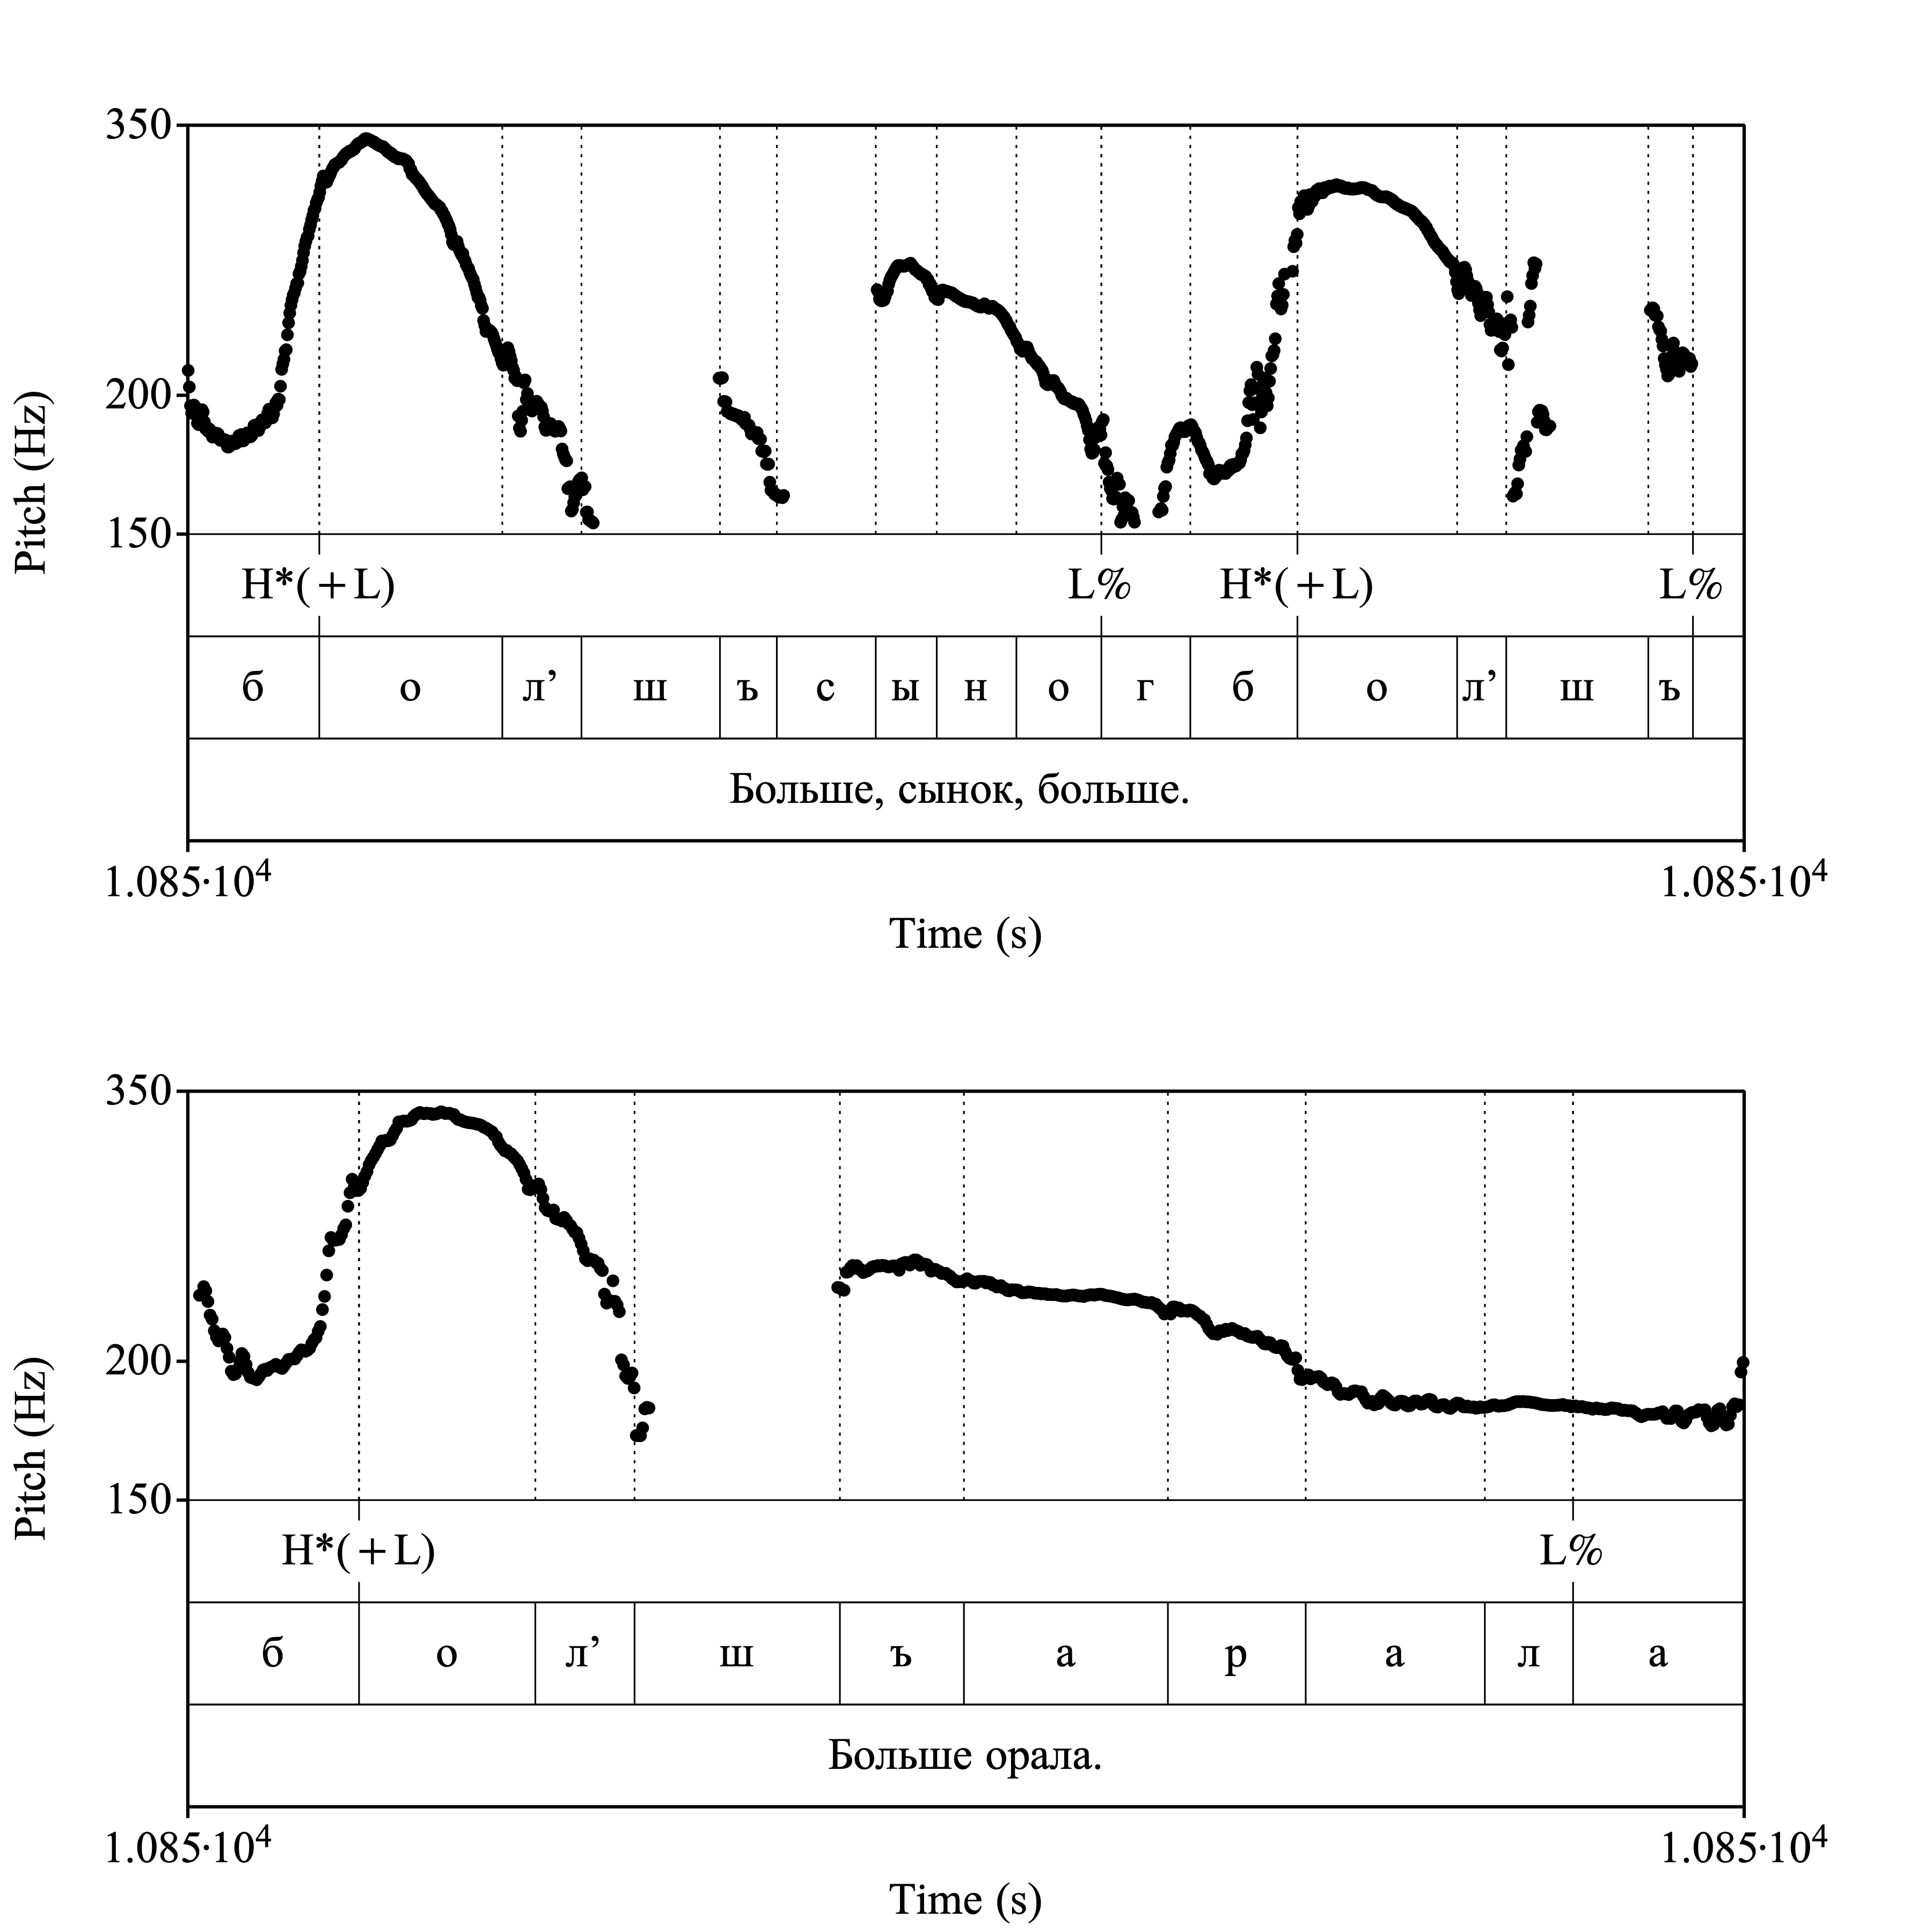 350
200
150
Pitch (Hz)
H*(+L) L% H*(+L) L%
б о л’ ш ъ с ы н о г б о л’ ш ъ
Больше, сынок, больше.
1.085·10⁴ 1.085·10⁴
Time (s)
350
200
150
Pitch (Hz)
H*(+L) L%
б о л’ ш ъ а р а л а
Больше орала.
1.085·10⁴ 1.085·10⁴
Time (s)